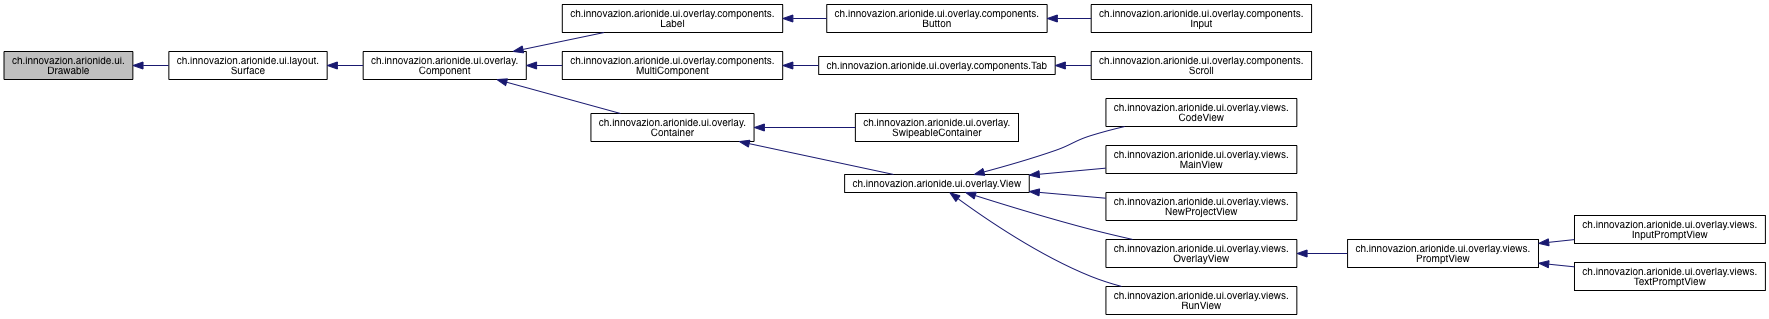 ch.innovazion.arionide.ui.
Drawable
ch.innovazion.arionide.ui.layout.
Surface
ch.innovazion.arionide.ui.overlay.
Component
ch.innovazion.arionide.ui.overlay.components.
Label
ch.innovazion.arionide.ui.overlay.components.
Button
ch.innovazion.arionide.ui.overlay.components.
Input
ch.innovazion.arionide.ui.overlay.components.
MultiComponent
ch.innovazion.arionide.ui.overlay.components.Tab
ch.innovazion.arionide.ui.overlay.components.
Scroll
ch.innovazion.arionide.ui.overlay.
Container
ch.innovazion.arionide.ui.overlay.
SwipeableContainer
ch.innovazion.arionide.ui.overlay.View
ch.innovazion.arionide.ui.overlay.views.
CodeView
ch.innovazion.arionide.ui.overlay.views.
MainView
ch.innovazion.arionide.ui.overlay.views.
NewProjectView
ch.innovazion.arionide.ui.overlay.views.
OverlayView
ch.innovazion.arionide.ui.overlay.views.
RunView
ch.innovazion.arionide.ui.overlay.views.
PromptView
ch.innovazion.arionide.ui.overlay.views.
InputPromptView
ch.innovazion.arionide.ui.overlay.views.
TextPromptView